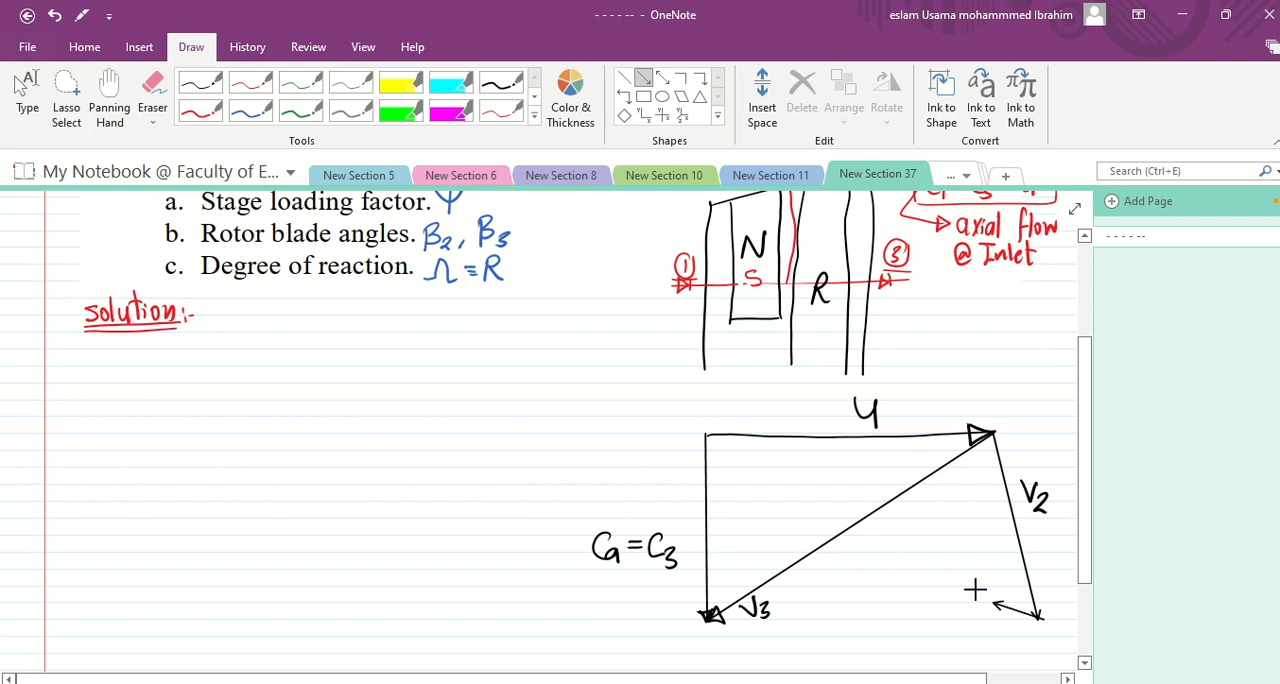 - - - - - - - OneNote
eslam Usama mohammmed Ibrahim
File Home Insert Draw History Review View Help
Type Lasso Select Panning Hand Eraser
Color & Thickness
Insert Space Delete Arrange Rotate
Ink to Shape Ink to Text Ink to Math
Tools Shapes Edit Convert
My Notebook @ Faculty of E... New Section 5 New Section 6 New Section 8 New Section 10 New Section 11 New Section 37 ...
Search (Ctrl+E)
Add Page
- - - - - -
a. Stage loading factor. Ψ
b. Rotor blade angles. β2, β3
c. Degree of reaction. Λ = R
solution:-
N
S
R
1
3
axial flow
@ Inlet
U
Ca = C3
V3
V2